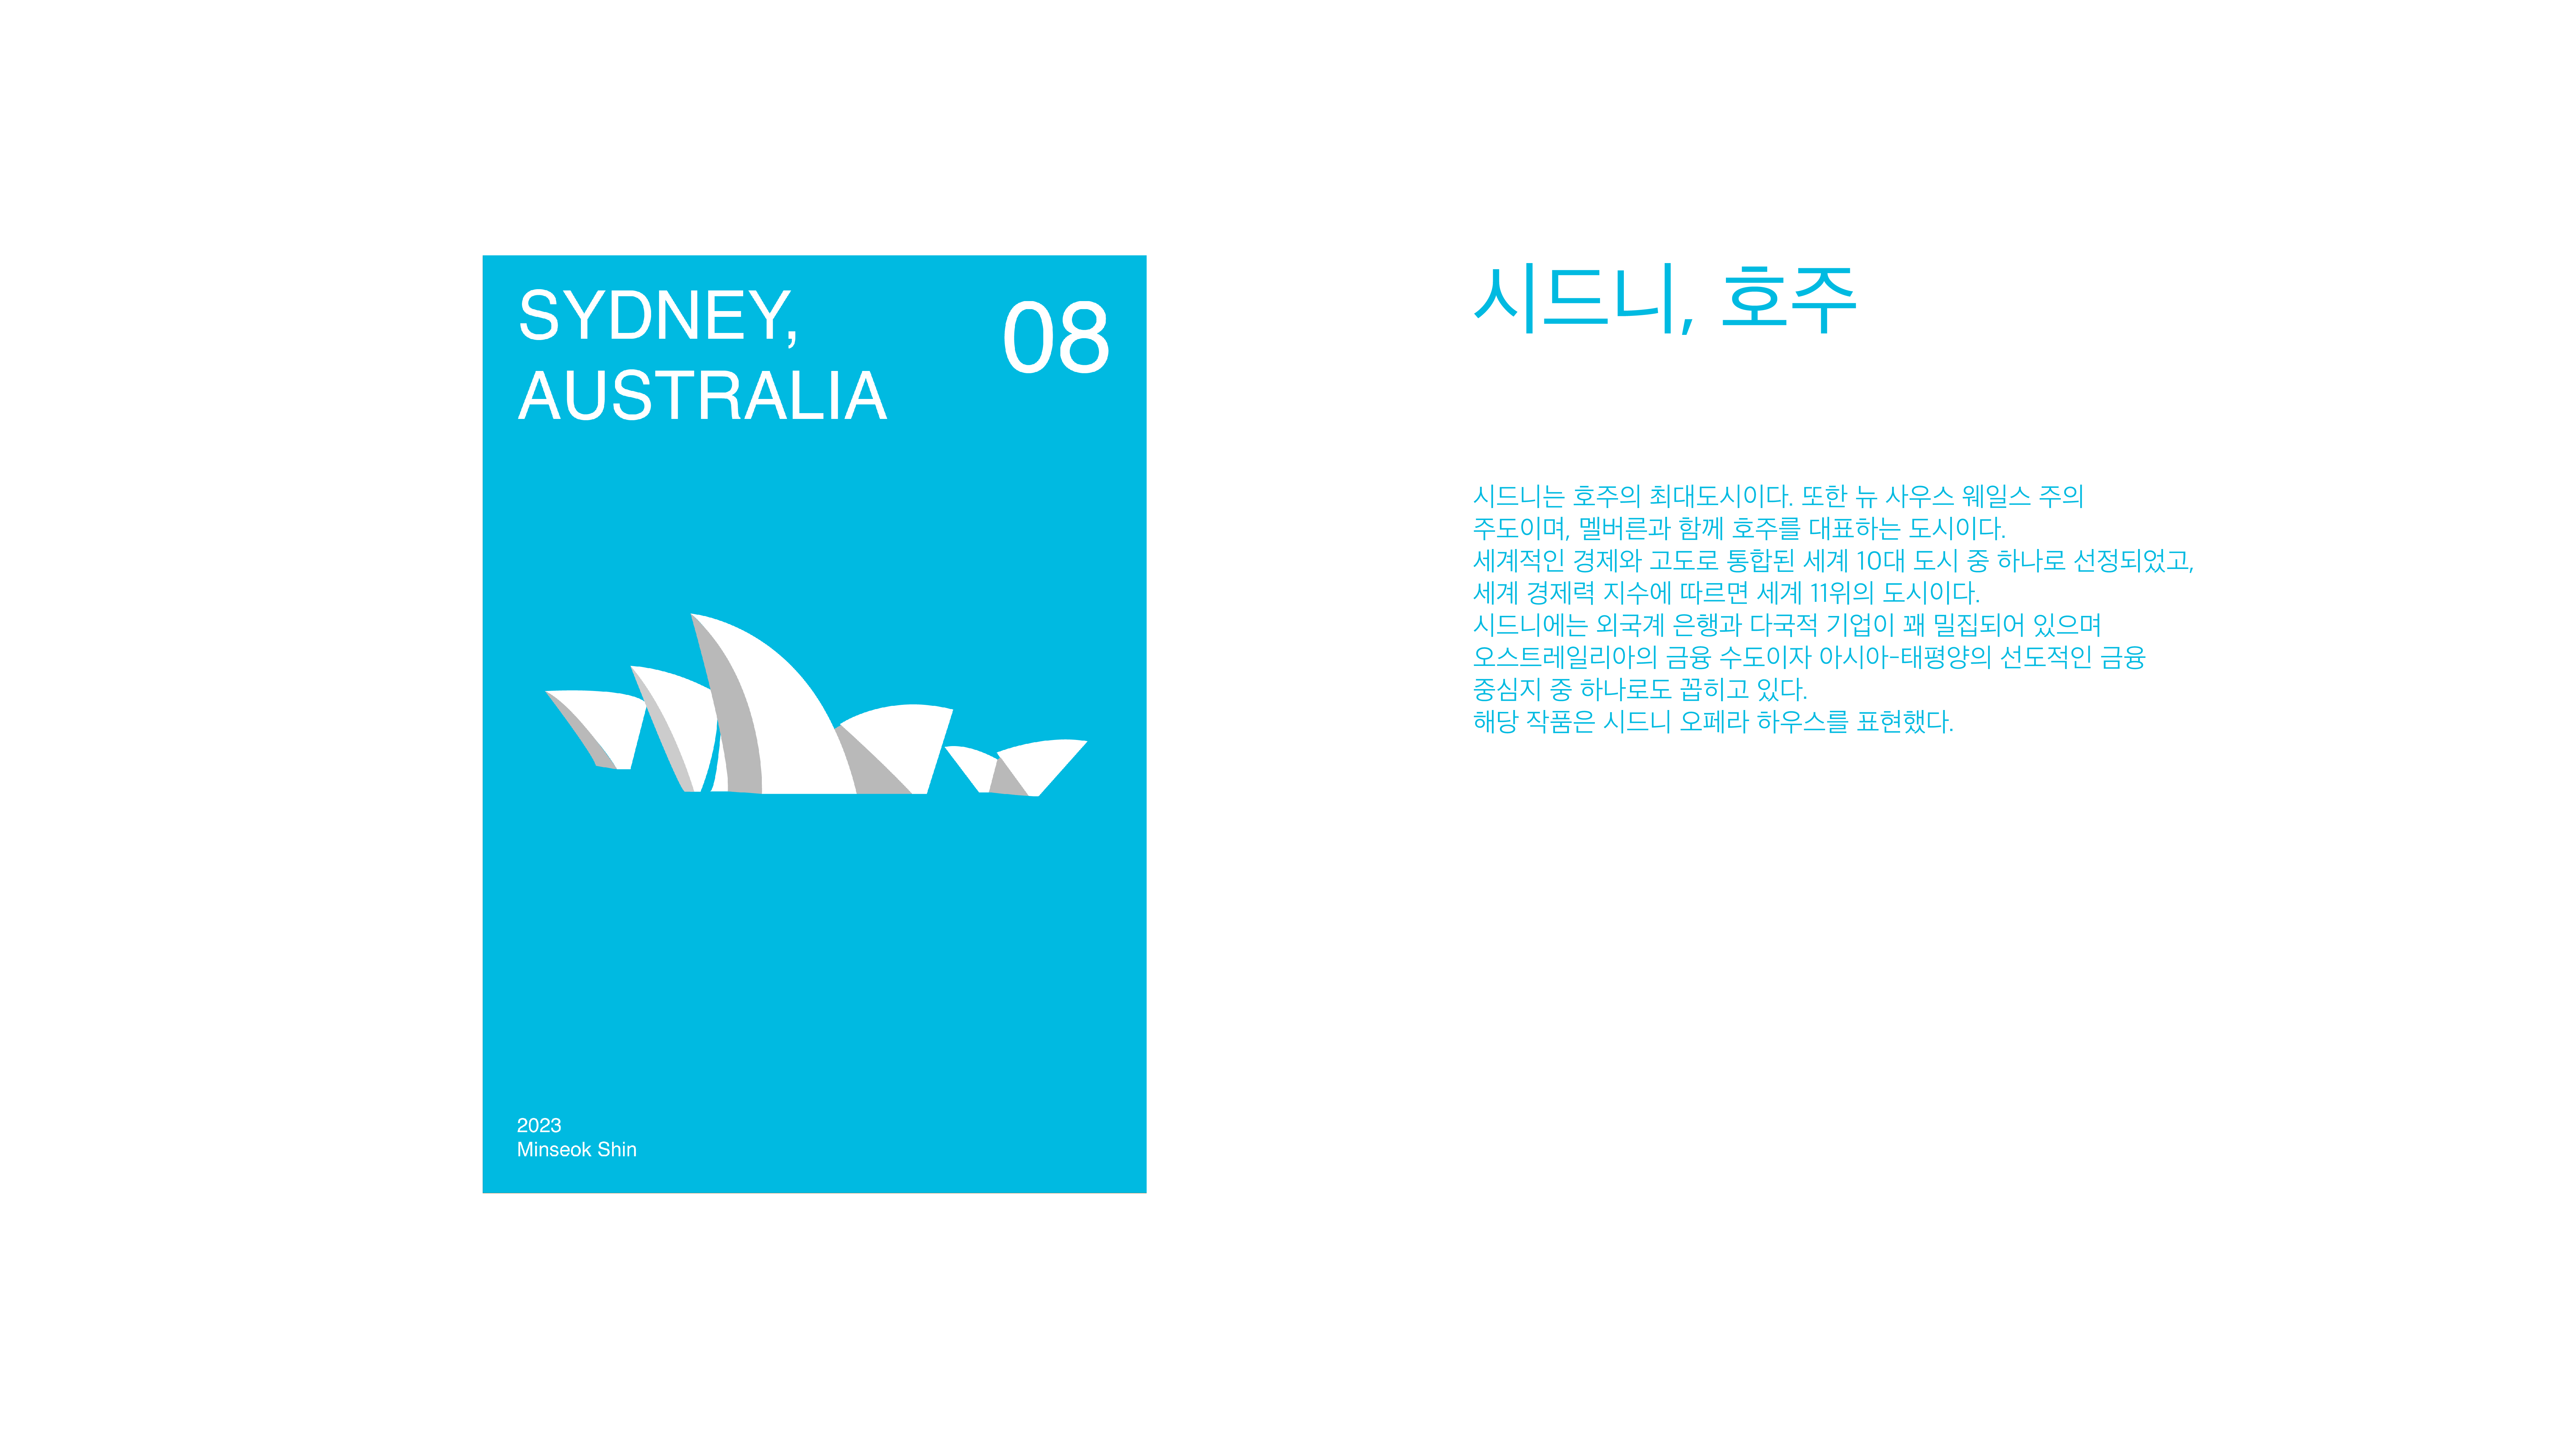 SYDNEY,
AUSTRALIA
08
2023
Minseok Shin
시드니, 호주
시드니는 호주의 최대도시이다. 또한 뉴 사우스 웨일스 주의
주도이며, 멜버른과 함께 호주를 대표하는 도시이다.
세계적인 경제와 고도로 통합된 세계 10대 도시 중 하나로 선정되었고,
세계 경제력 지수에 따르면 세계 11위의 도시이다.
시드니에는 외국계 은행과 다국적 기업이 꽤 밀집되어 있으며
오스트레일리아의 금융 수도이자 아시아-태평양의 선도적인 금융
중심지 중 하나로도 꼽히고 있다.
해당 작품은 시드니 오페라 하우스를 표현했다.